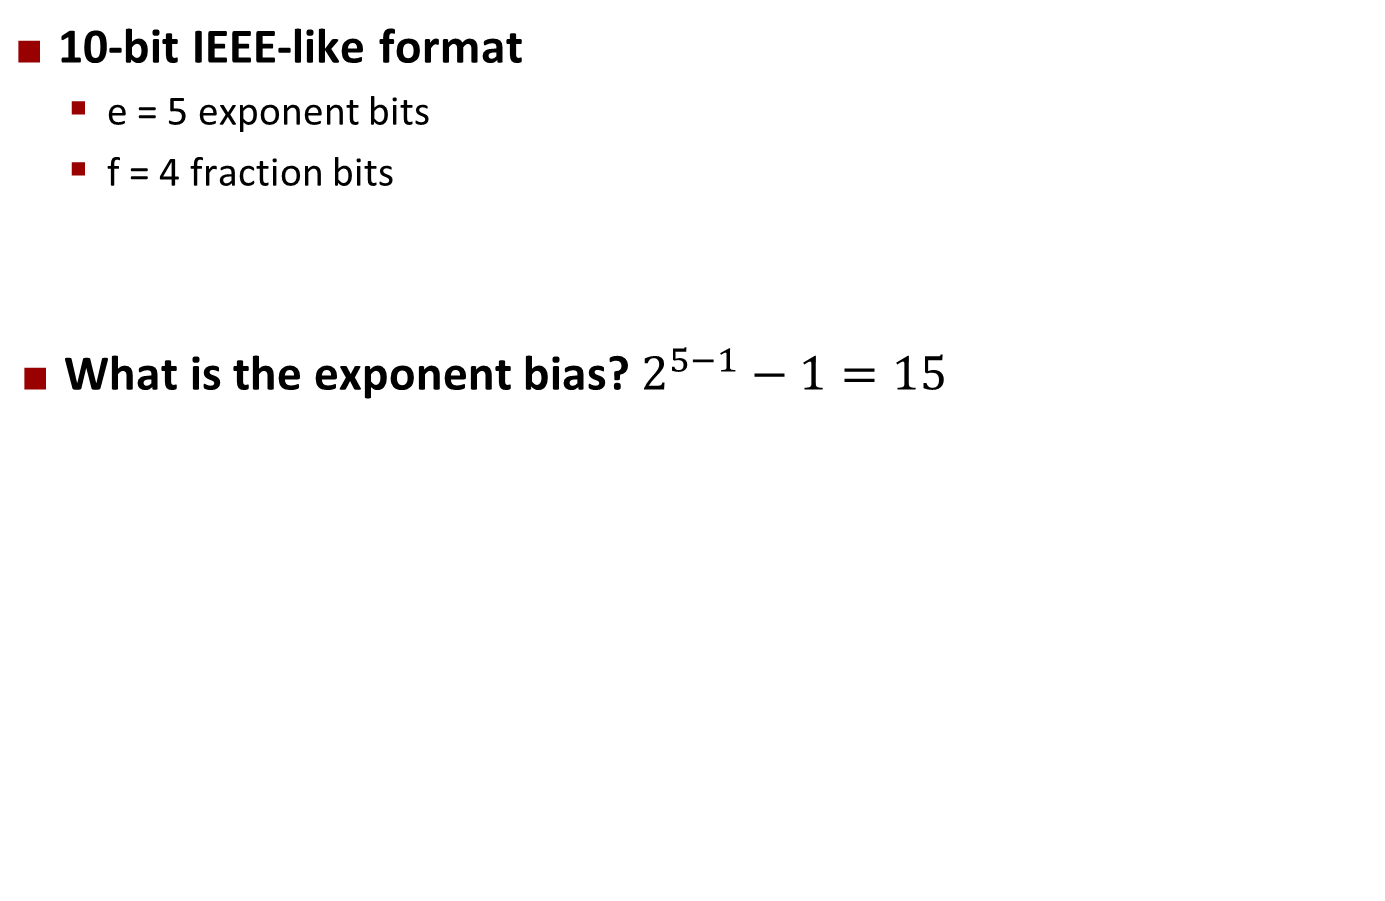 10-bit IEEE-like format
e = 5 exponent bits
f = 4 fraction bits
What is the exponent bias? 2^{5−1} − 1 = 15